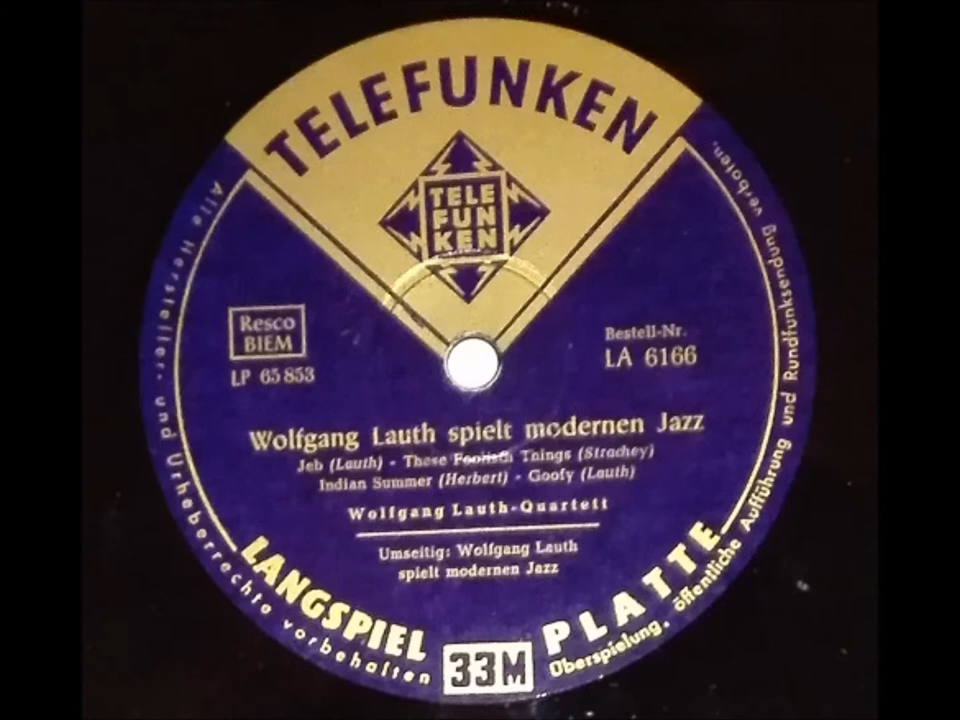 TELEFUNKEN
TELE
FUN
KEN
Resco
BIEM
LP 65853
Bestell-Nr.
LA 6166
Wolfgang Lauth spielt modernen Jazz
Jeb (Lauth) - These Foolish Things (Strachey)
Indian Summer (Herbert) - Goofy (Lauth)
Wolfgang Lauth-Quartett
Umseitig: Wolfgang Lauth
spielt modernen Jazz
LANGSPIEL PLATTE
33M
Alle Hersteller- und Urheberrechte vorbehalten
Überspielung, öffentliche Aufführung und Rundfunksendung verboten.